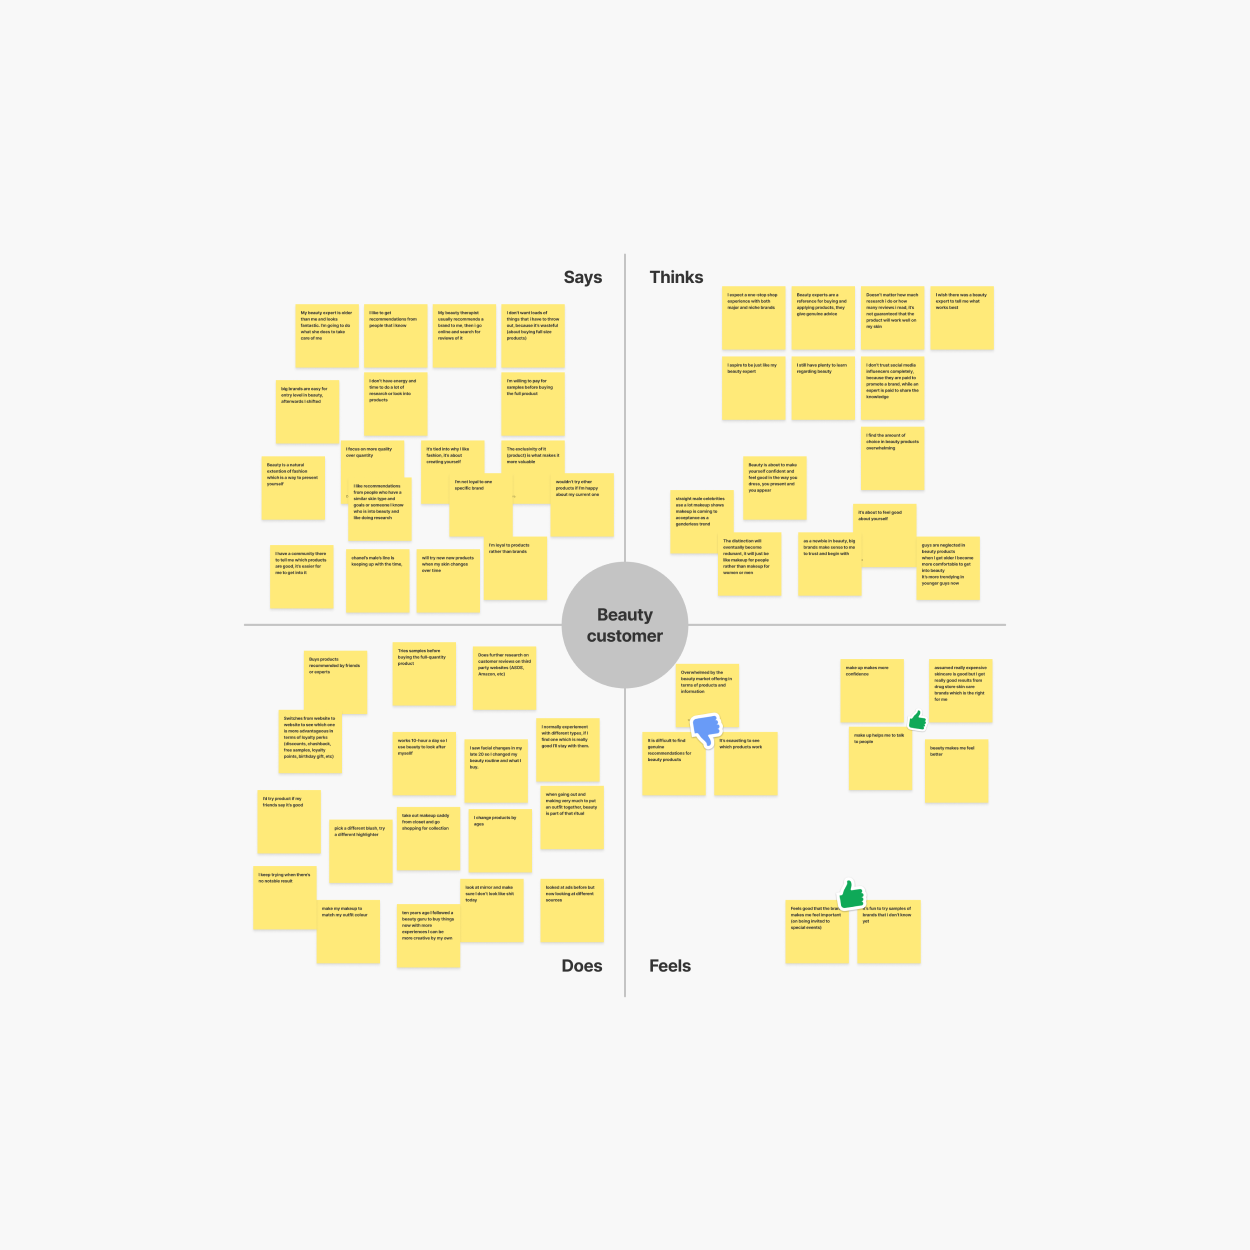 Says
My beauty expert is older
than me and looks
fantastic. I'm going to do
what she does to take
care of me
I like to get
recommendations from
people that I know
My beauty therapist
usually recommends a
brand to me, then i go
online and search for
reviews of it
I don't want loads of
things that i have to throw
out, because it's wasteful
(about buying full size
products)
big brands are easy for
entry level in beauty,
afterwards I shifted
I don't have energy and
time to do a lot of
research or look into
products
I'm willing to pay for
samples before buying
the full product
Beauty is a natural
extention of fashion
which is a way to present
yourself
I focus on more quality
over quantity
I like recommendations
from people who have a
similar skin type and
goals or someone I know
who is into beauty and
like doing research
It's tied into why I like
fashion, it's about
creating yourself
I'm not loyal to one
specific brand
The exclusivity of it
(product) is what makes it
more valuable
wouldn't try other
products if I'm happy
about my current one
I have a community there
to tell me which products
are good, it's easier for
me to get into it
chanel's male's line is
keeping up with the time,
will try new new products
when my skin changes
over time
I'm loyal to products
rather than brands
Thinks
I expect a one-stop shop
experience with both
major and niche brands
Beauty experts are a
reference for buying and
applying products, they
give genuine advice
Doesn't matter how much
research i do or how
many reviews i read, it's
not guaranteed that the
product will work well on
my skin
I wish there was a beauty
expert to tell me what
works best
I aspire to be just like my
beauty expert
I still have plenty to learn
regarding beauty
I don't trust social media
influencers completely,
because they are paid to
promote a brand, while an
expert is paid to share the
knowledge
I find the amount of
choice in beauty products
overwhelming
Beauty is about to make
yourself confident and
feel good in the way you
dress, you present and
you appear
straight male celebrities
use a lot makeup shows
makeup is coming to
acceptance as a
genderless trend
The distinction will
eventually become
redunant, it will just be
like makeup for people
rather than makeup for
women or men
as a newbie in beauty, big
brands make sense to me
to trust and begin with
it's about to feel good
about yourself
guys are neglected in
beauty products
when I got older I become
more comfortable to get
into beauty
it's more trendying in
younger guys now
Beauty
customer
Buys products
recommended by friends
or experts
Tries samples before
buying the full-quantity
product
Does further research on
customer reviews on third
party websites (ASOS,
Amazon, etc)
Switches from website to
website to see which one
is more advantageous in
terms of loyalty perks
(discounts, chashback,
free samples, loyalty
points, birthday gift, etc)
works 10-hour a day so I
use beauty to look after
myself
I saw facial changes in my
late 20 so I changed my
beauty routine and what I
buy.
I normally experiement
with different types, if I
find one which is really
good I'll stay with them.
I'd try product if my
friends say it's good
pick a different blush, try
a different highlighter
take out makeup caddy
from closet and go
shopping for collection
I change products by
ages
when going out and
making very much to put
an outfit together, beauty
is part of that ritual
I keep trying when there's
no notable result
make my makeup to
match my outfit colour
ten years ago I followed a
beauty guru to buy things
now with more
experiences I can be
more creative by my own
look at mirror and make
sure I don't look like shit
today
looked at ads before but
now looking at different
sources
Does
Overwhelmed by the
beauty market offering in
terms of products and
information
It is difficult to find
genuine
recommendations for
beauty products
It's exausting to see
which products work
make up makes more
confidence
assumed really expensive
skincare is good but I got
really good results from
drug store skin care
brands which is the right
for me
make up helps me to talk
to people
beauty makes me feel
better
Feels good that the brand
makes me feel important
(on being invited to
special events)
It's fun to try samples of
brands that I don't know
yet
Feels